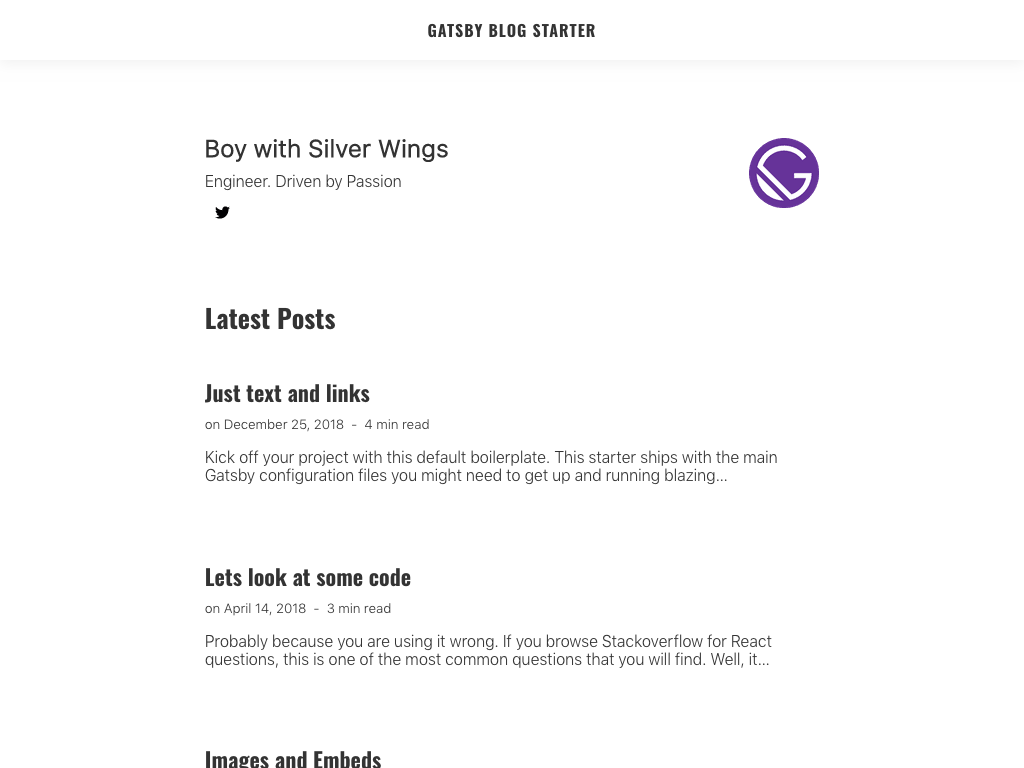 GATSBY BLOG STARTER
Boy with Silver Wings
Engineer. Driven by Passion
Latest Posts
Just text and links
on December 25, 2018 - 4 min read
Kick off your project with this default boilerplate. This starter ships with the main
Gatsby configuration files you might need to get up and running blazing...
Lets look at some code
on April 14, 2018 - 3 min read
Probably because you are using it wrong. If you browse Stackoverflow for React
questions, this is one of the most common questions that you will find. Well, it...
Images and Embeds